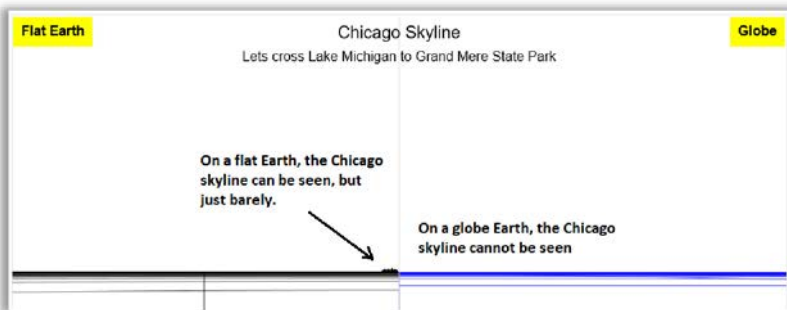 Flat Earth
Chicago Skyline
Globe
Lets cross Lake Michigan to Grand Mere State Park
On a flat Earth, the Chicago
skyline can be seen, but
just barely.
On a globe Earth, the Chicago
skyline cannot be seen